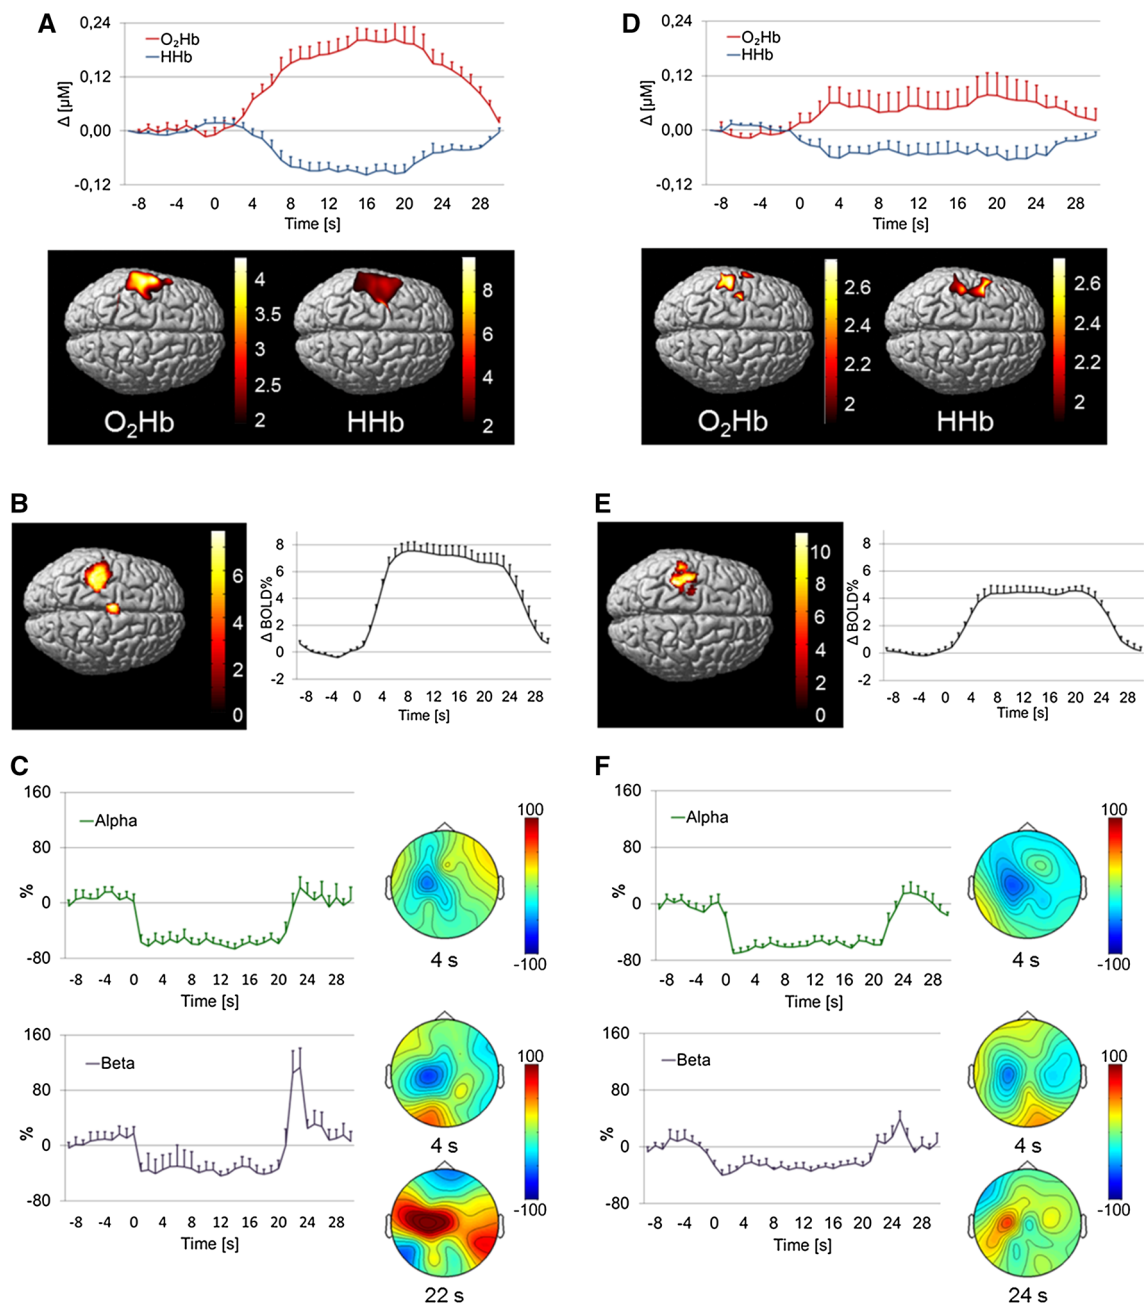 A
0,24
0,12
0,00
-0,12
Δ [µM]
O₂Hb
HHb
-8 -4 0 4 8 12 16 20 24 28
Time [s]
4
3.5
3
2.5
2
O₂Hb
8
6
4
2
HHb
D
0,24
0,12
0,00
-0,12
Δ [µM]
O₂Hb
HHb
-8 -4 0 4 8 12 16 20 24 28
Time [s]
2.6
2.4
2.2
2
O₂Hb
2.6
2.4
2.2
2
HHb
B
6
4
2
0
Δ BOLD%
8
6
4
2
0
-2
-8 -4 0 4 8 12 16 20 24 28
Time [s]
E
10
8
6
4
2
0
Δ BOLD%
8
6
4
2
0
-2
-8 -4 0 4 8 12 16 20 24 28
Time [s]
C
160
80
0
-80
%
Alpha
-8 -4 0 4 8 12 16 20 24 28
Time [s]
4 s
100
-100
160
80
0
-80
%
Beta
-8 -4 0 4 8 12 16 20 24 28
Time [s]
4 s
22 s
100
-100
F
160
80
0
-80
%
Alpha
-8 -4 0 4 8 12 16 20 24 28
Time [s]
4 s
100
-100
160
80
0
-80
%
Beta
-8 -4 0 4 8 12 16 20 24 28
Time [s]
4 s
24 s
100
-100